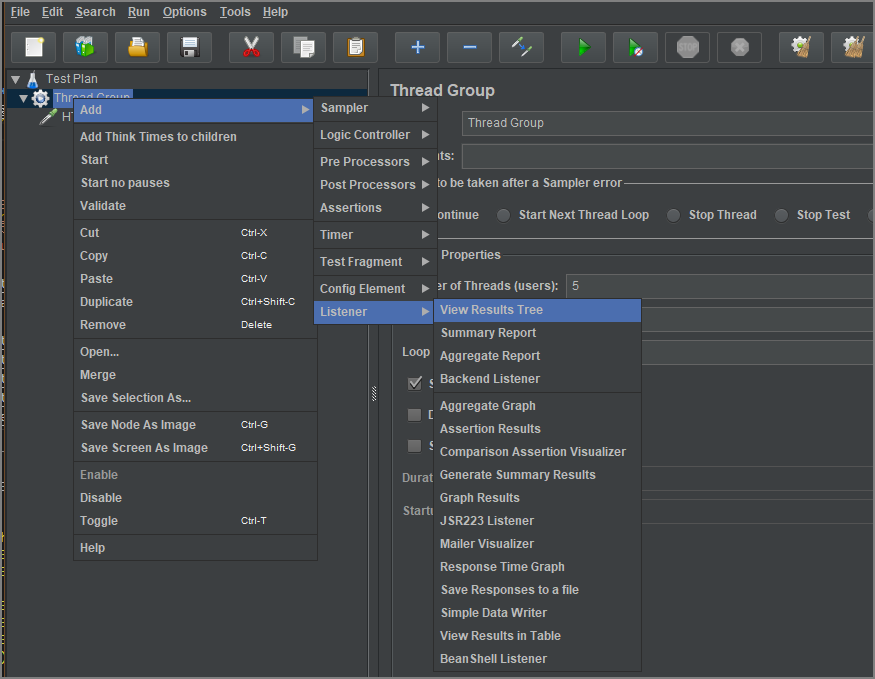 File Edit Search Run Options Tools Help
STOP
Test Plan
Thread Group
Thread Group
Add
Add Think Times to children
Start
Start no pauses
Validate
Cut Ctrl-X
Copy Ctrl-C
Paste Ctrl-V
Duplicate Ctrl+Shift-C
Remove Delete
Open...
Merge
Save Selection As...
Save Node As Image Ctrl-G
Save Screen As Image Ctrl+Shift-G
Enable
Disable
Toggle Ctrl-T
Help
Sampler
Logic Controller
Pre Processors
Post Processors
Assertions
Timer
Test Fragment
Config Element
Listener
View Results Tree
Summary Report
Aggregate Report
Backend Listener
Aggregate Graph
Assertion Results
Comparison Assertion Visualizer
Generate Summary Results
Graph Results
JSR223 Listener
Mailer Visualizer
Response Time Graph
Save Responses to a file
Simple Data Writer
View Results in Table
BeanShell Listener
Thread Group
nts:
to be taken after a Sampler error
ontinue Start Next Thread Loop Stop Thread Stop Test
Properties
er of Threads (users): 5
Loop
Durat
Startu